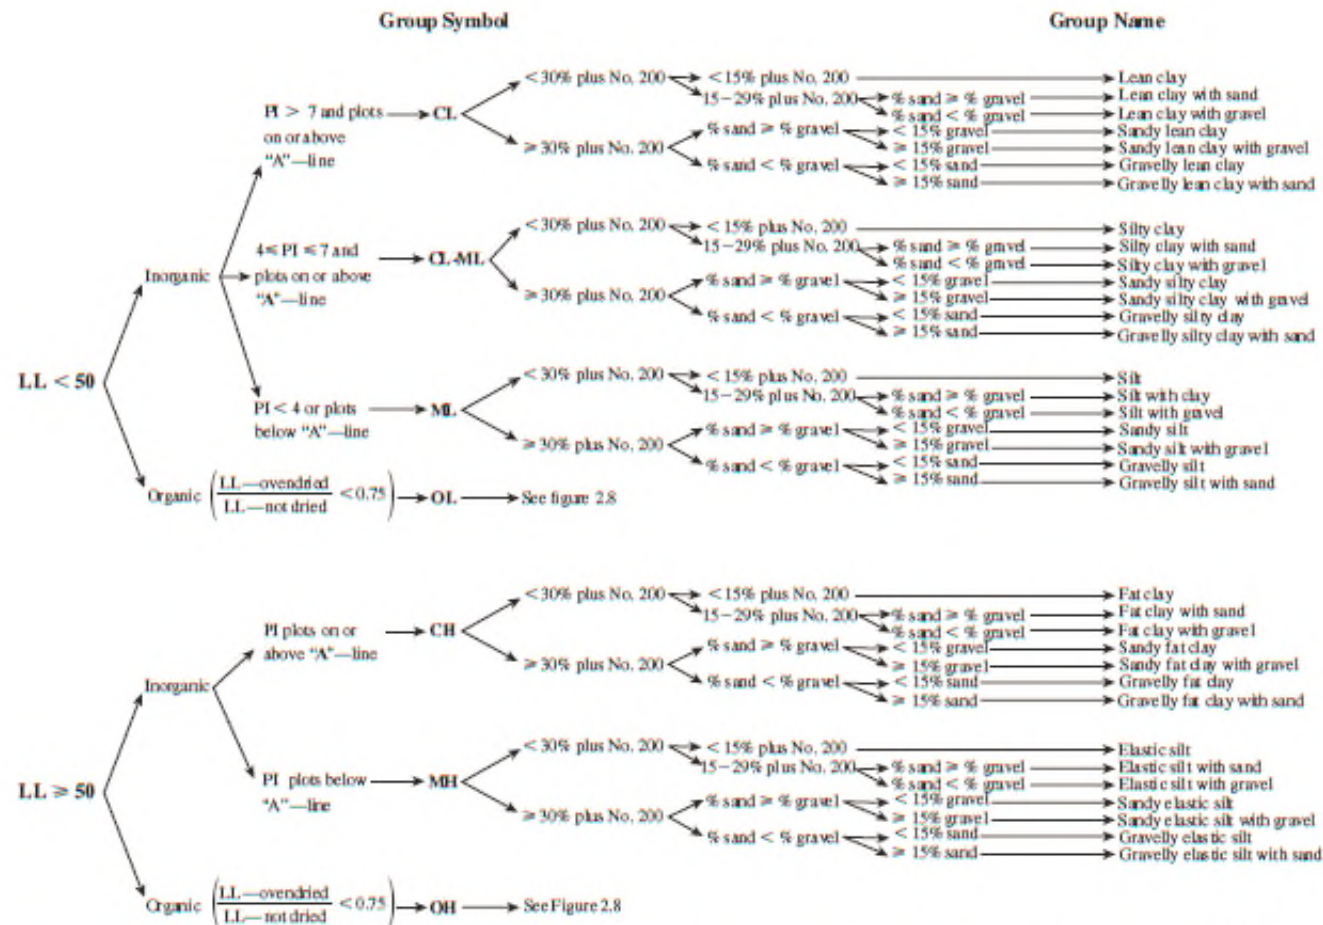 Group Symbol Group Name
<30% plus No. 200 <15% plus No. 200 Lean clay
15−29% plus No. 200 % sand ≥ % gravel Lean clay with sand
PI > 7 and plots CL % sand < % gravel Lean clay with gravel
on or above % sand ≥ % gravel < 15% gravel Sandy lean clay
"A"—line ≥ 30% plus No. 200 ≥ 15% gravel Sandy lean clay with gravel
% sand < % gravel < 15% sand Gravelly lean clay
≥ 15% sand Gravelly lean clay with sand
<30% plus No. 200 < 15% plus No. 200 Silty clay
4≤ PI ≤ 7 and 15−29% plus No. 200 % sand ≥ % gravel Silty clay with sand
CL-ML % sand < % gravel Silty clay with gravel
Inorganic plots on or above % sand ≥ % gravel < 15% gravel Sandy silty clay
"A"—line ≥ 30% plus No. 200 ≥ 15% gravel Sandy silty clay with gravel
% sand < % gravel < 15% sand Gravelly silty clay
≥ 15% sand Gravelly silty clay with sand
LL < 50
<30% plus No. 200 < 15% plus No. 200 Silt
15−29% plus No. 200 % sand ≥ % gravel Silt with clay
PI < 4 or plots ML % sand < % gravel Silt with gravel
below "A"—line % sand ≥ % gravel < 15% gravel Sandy silt
≥ 30% plus No. 200 ≥ 15% gravel Sandy silt with gravel
% sand < % gravel < 15% sand Gravelly silt
≥ 15% sand Gravelly silt with sand
Organic (LL—ovendried / LL—not dried <0.75) OL See figure 2.8
<30% plus No. 200 <15% plus No. 200 Fat clay
15−29% plus No. 200 % sand ≥ % gravel Fat clay with sand
PI plots on or CH % sand < % gravel Fat clay with gravel
above "A"—line % sand ≥ % gravel < 15% gravel Sandy fat clay
≥ 30% plus No. 200 ≥ 15% gravel Sandy fat clay with gravel
Inorganic % sand < % gravel < 15% sand Gravelly fat clay
≥ 15% sand Gravelly fat clay with sand
<30% plus No. 200 < 15% plus No. 200 Elastic silt
15−29% plus No. 200 % sand ≥ % gravel Elastic silt with sand
PI plots below MH % sand < % gravel Elastic silt with gravel
LL ≥ 50 "A"—line % sand ≥ % gravel < 15% gravel Sandy elastic silt
≥ 30% plus No. 200 ≥ 15% gravel Sandy elastic silt with gravel
% sand < % gravel < 15% sand Gravelly elastic silt
≥ 15% sand Gravelly elastic silt with sand
Organic (LL—ovendried / LL—not dried <0.75) OH See Figure 2.8